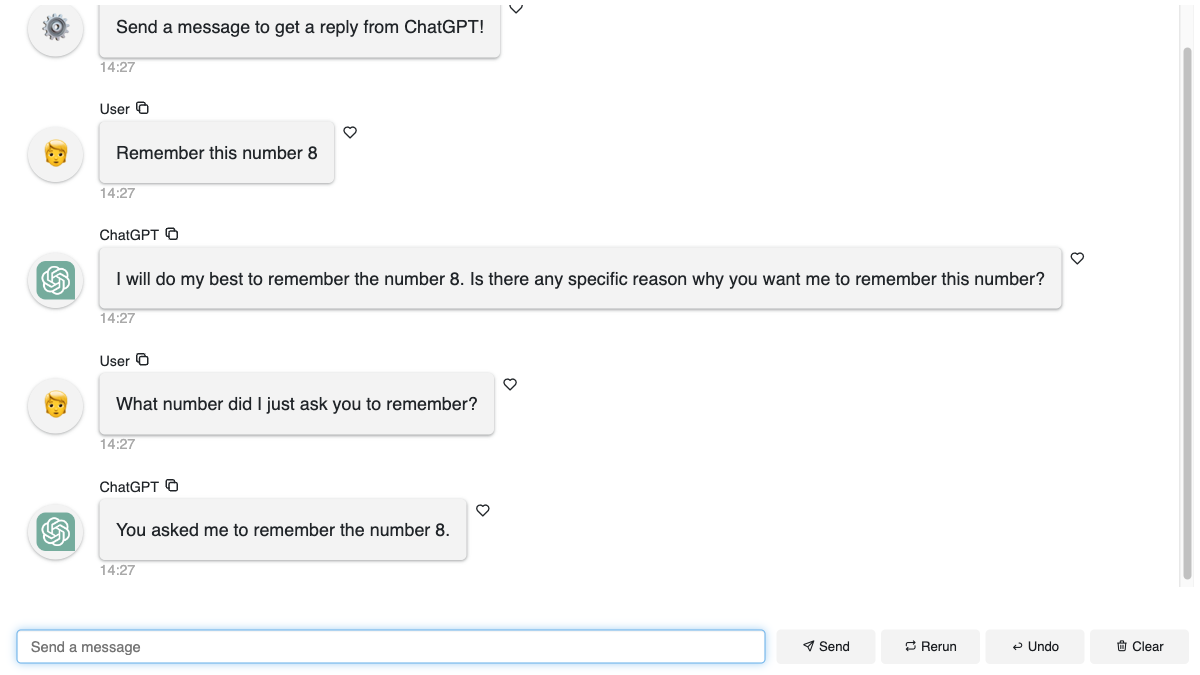 Send a message to get a reply from ChatGPT!
14:27
User
Remember this number 8
14:27
ChatGPT
I will do my best to remember the number 8. Is there any specific reason why you want me to remember this number?
14:27
User
What number did I just ask you to remember?
14:27
ChatGPT
You asked me to remember the number 8.
14:27
Send a message Send Rerun Undo Clear